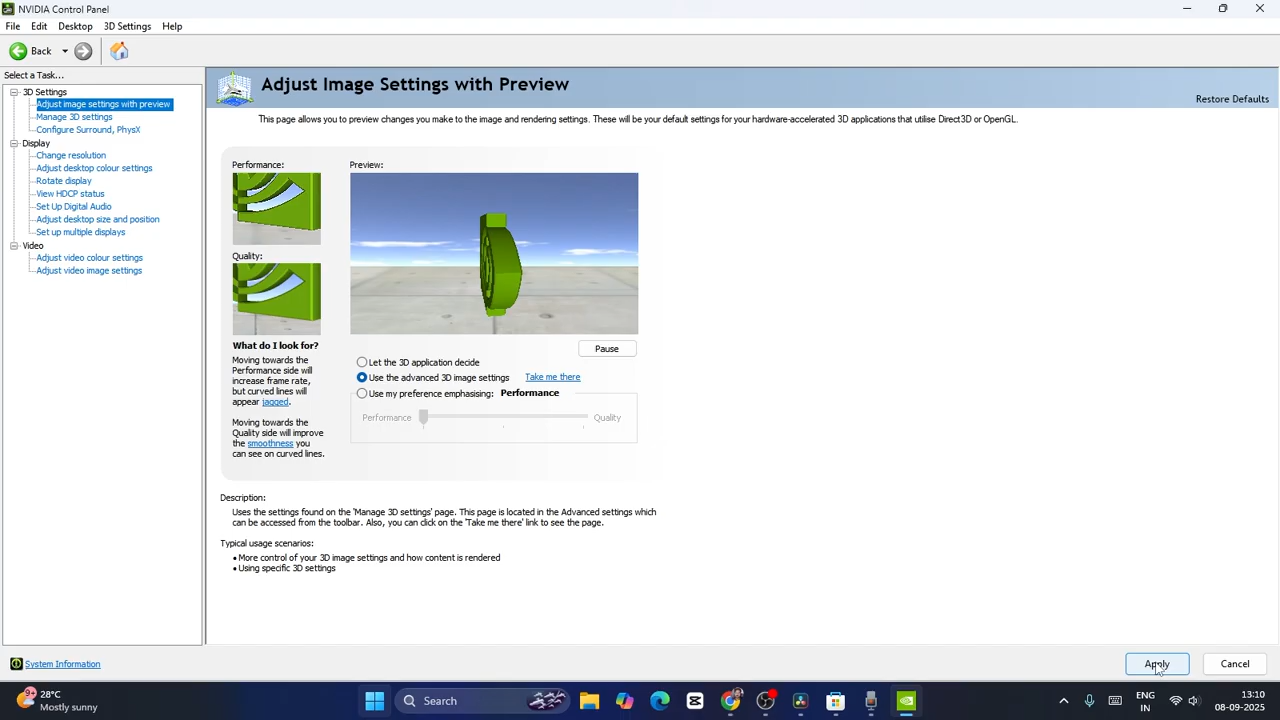 NVIDIA Control Panel
File Edit Desktop 3D Settings Help
Back
Select a Task...
3D Settings
Adjust image settings with preview
Manage 3D settings
Configure Surround, PhysX
Display
Change resolution
Adjust desktop colour settings
Rotate display
View HDCP status
Set Up Digital Audio
Adjust desktop size and position
Set up multiple displays
Video
Adjust video colour settings
Adjust video image settings
System Information
Adjust Image Settings with Preview
Restore Defaults
This page allows you to preview changes you make to the image and rendering settings. These will be your default settings for your hardware-accelerated 3D applications that utilise Direct3D or OpenGL.
Performance:
Quality:
What do I look for?
Moving towards the
Performance side will
increase frame rate,
but curved lines will
appear jagged.
Moving towards the
Quality side will improve
the smoothness you
can see on curved lines.
Preview:
Pause
Let the 3D application decide
Use the advanced 3D image settings Take me there
Use my preference emphasising: Performance
Performance Quality
Description:
Uses the settings found on the 'Manage 3D settings' page. This page is located in the Advanced settings which
can be accessed from the toolbar. Also, you can click on the 'Take me there' link to see the page.
Typical usage scenarios:
• More control of your 3D image settings and how content is rendered
• Using specific 3D settings
Apply Cancel
28°C
Mostly sunny
Search
ENG
IN
13:10
08-09-2025